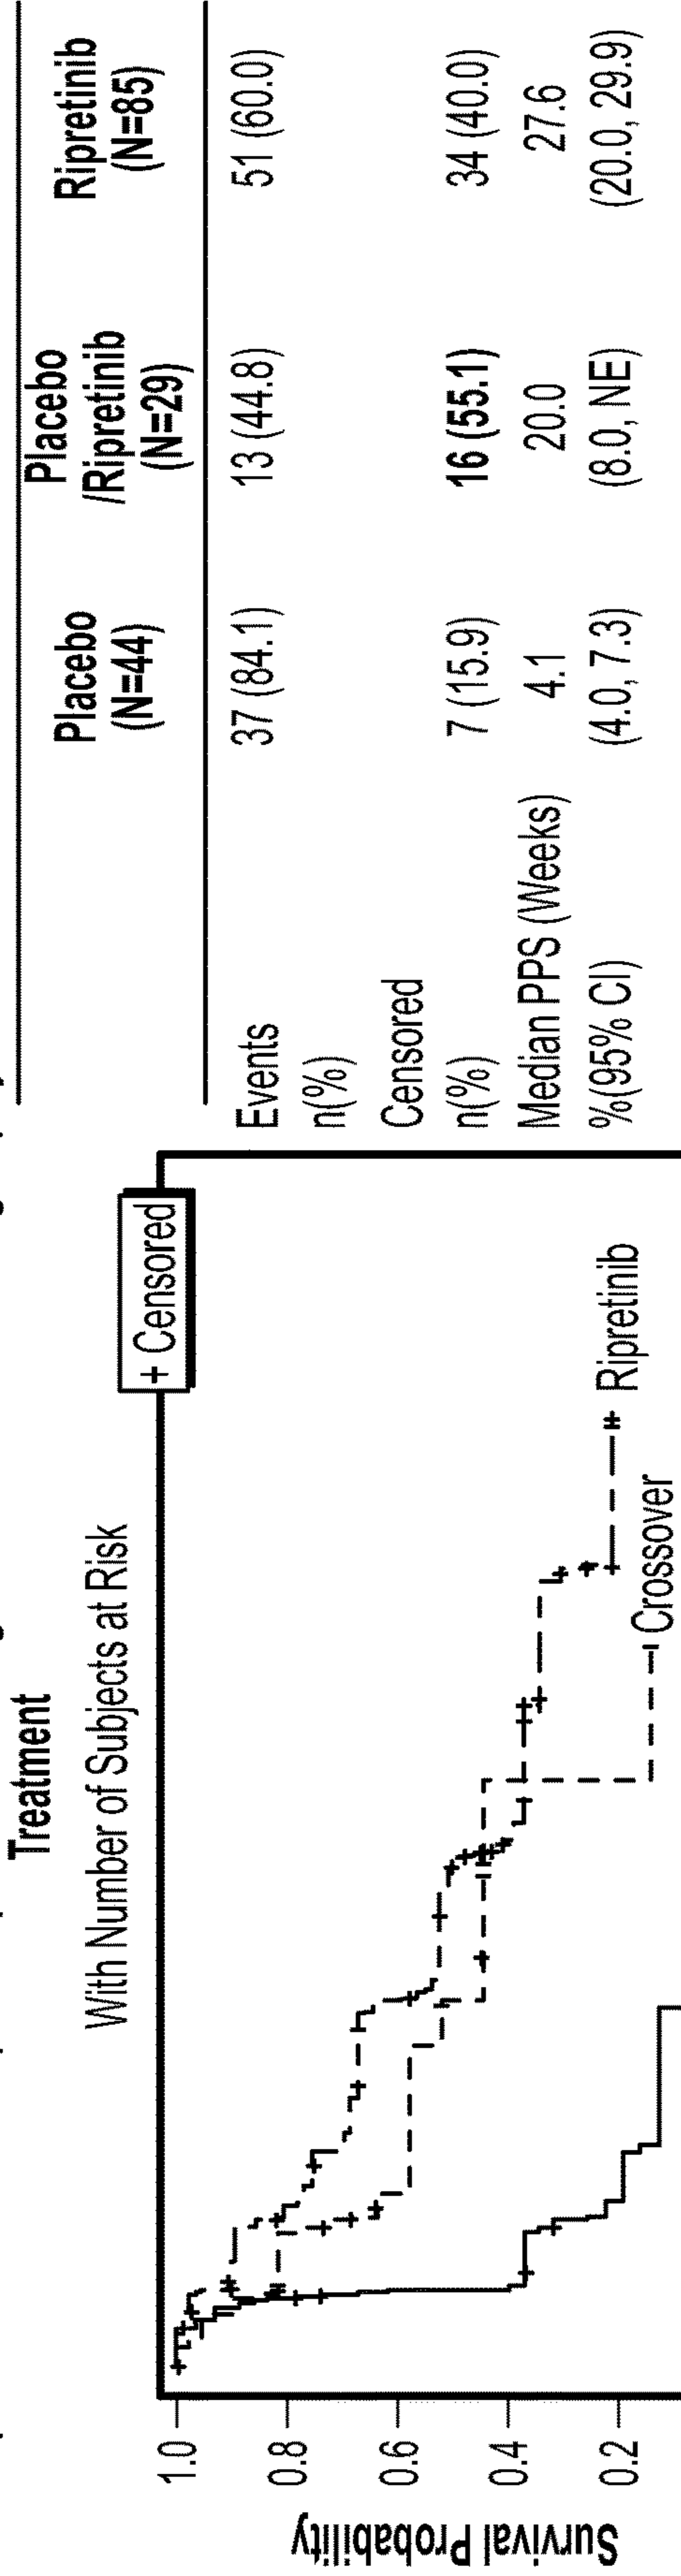 Treatment
With Number of Subjects at Risk
+ Censored
Survival Probability
1.0
0.8
0.6
0.4
0.2
Ripretinib
Crossover
Placebo
(N=44)
Placebo
/Ripretinib
(N=29)
Ripretinib
(N=85)
Events
n(%)
37 (84.1)
13 (44.8)
51 (60.0)
Censored
n(%)
7 (15.9)
16 (55.1)
34 (40.0)
Median PPS (Weeks)
4.1
20.0
27.6
%(95% CI)
(4.0, 7.3)
(8.0, NE)
(20.0, 29.9)